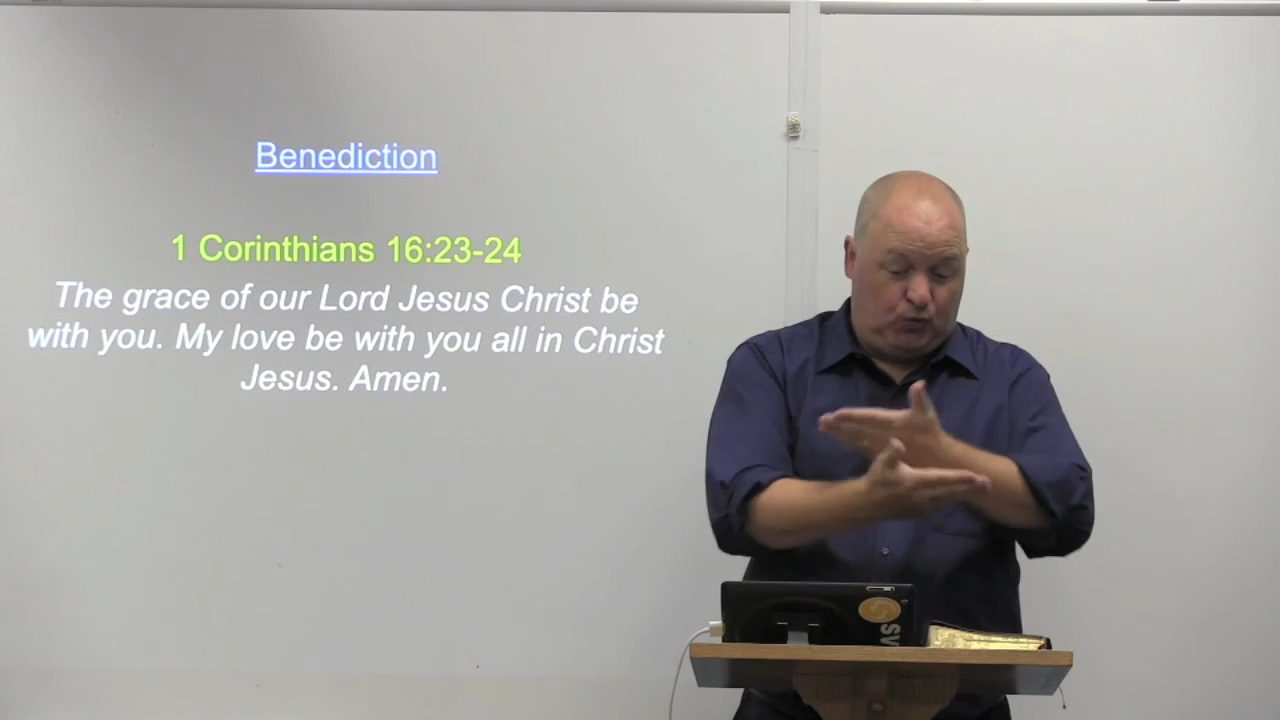 Benediction
1 Corinthians 16:23-24
The grace of our Lord Jesus Christ be
with you. My love be with you all in Christ
Jesus. Amen.
SV